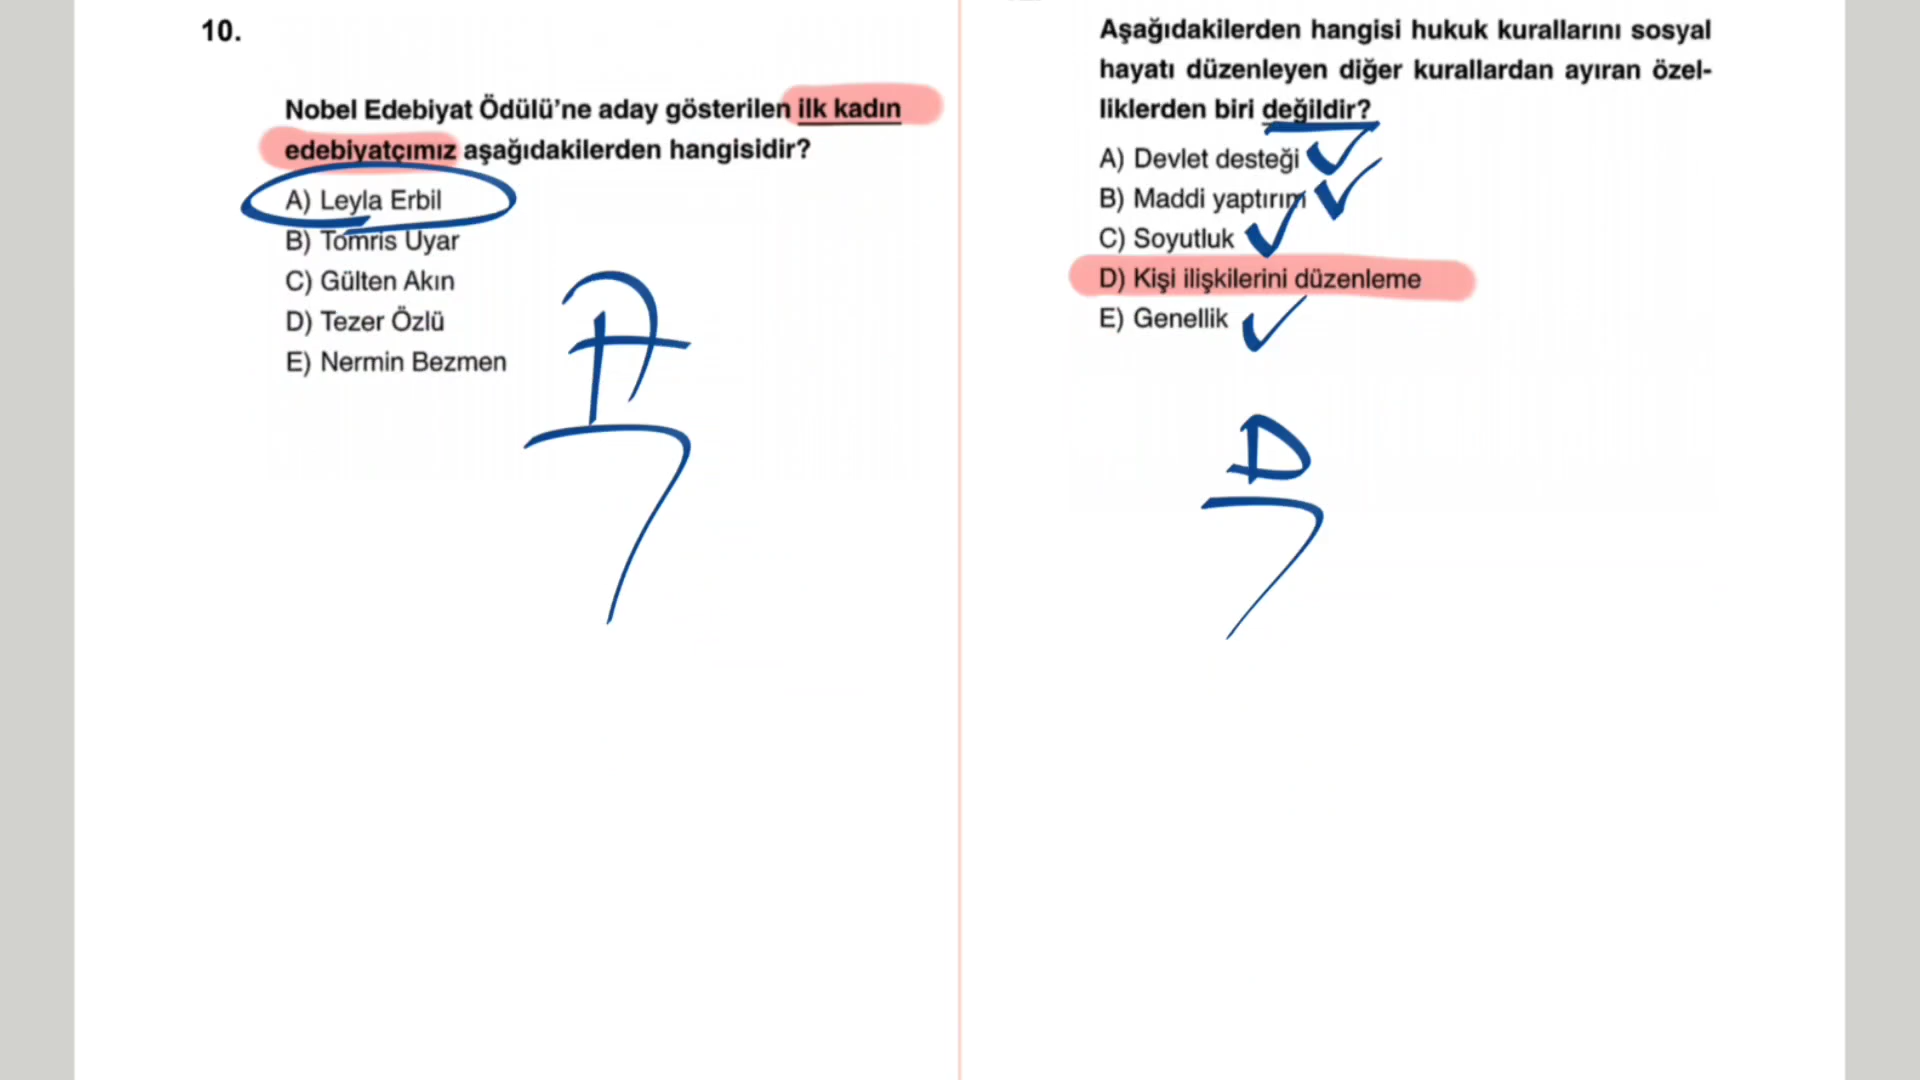 10.
Nobel Edebiyat Ödülü’ne aday gösterilen ilk kadın
edebiyatçımız aşağıdakilerden hangisidir?
A) Leyla Erbil
B) Tomris Uyar
C) Gülten Akın
D) Tezer Özlü
E) Nermin Bezmen
A
Aşağıdakilerden hangisi hukuk kurallarını sosyal
hayatı düzenleyen diğer kurallardan ayıran özel-
liklerden biri değildir?
A) Devlet desteği
B) Maddi yaptırım
C) Soyutluk
D) Kişi ilişkilerini düzenleme
E) Genellik
D